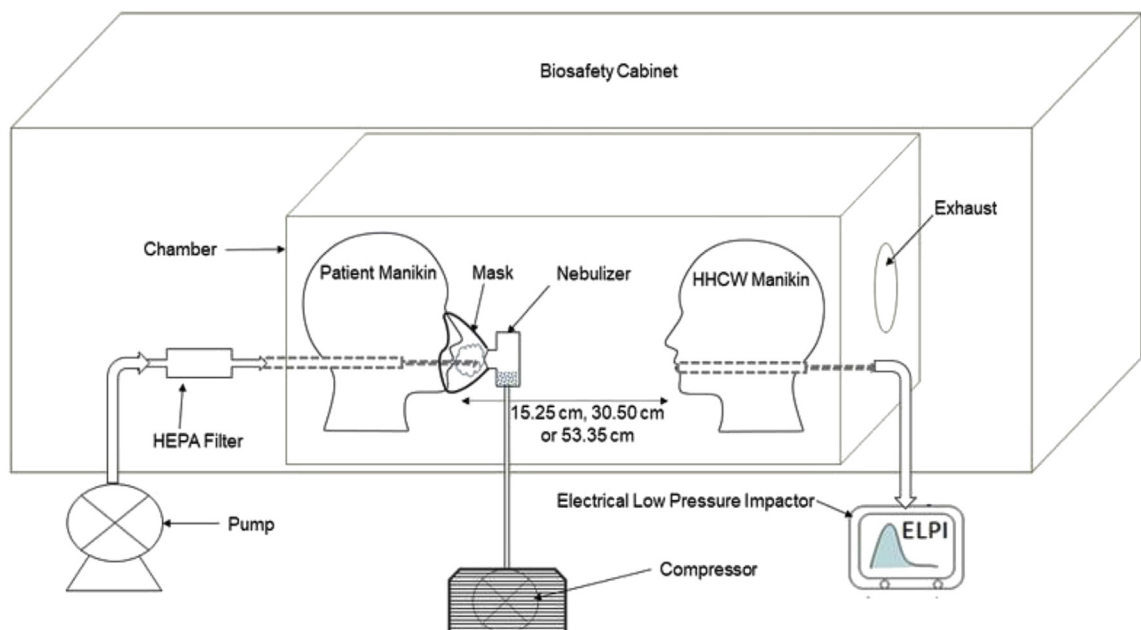 Biosafety Cabinet
Exhaust
Chamber
Patient Manikin
Mask
Nebulizer
HHCW Manikin
15.25 cm, 30.50 cm
or 53.35 cm
HEPA Filter
Electrical Low Pressure Impactor
Pump
ELPI
Compressor